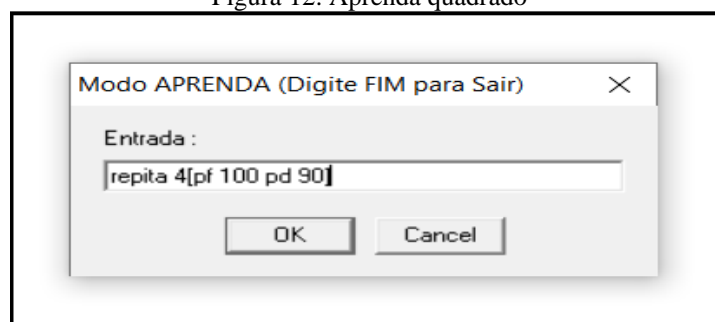 Figura 12: Aprenda quadrado
Modo APRENDA (Digite FIM para Sair)
Entrada :
repita 4[pf 100 pd 90]
OK
Cancel